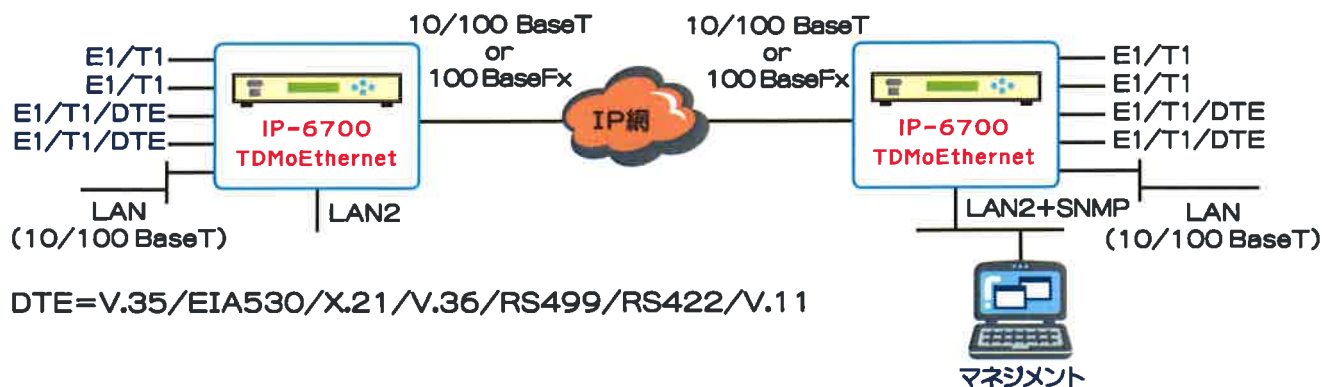 E1/T1
E1/T1
E1/T1/DTE
E1/T1/DTE
LAN
(10/100 BaseT)
IP-6700
TDMoEthernet
LAN2
10/100 BaseT
or
100 BaseFx
IP網
10/100 BaseT
or
100 BaseFx
IP-6700
TDMoEthernet
E1/T1
E1/T1
E1/T1/DTE
E1/T1/DTE
LAN2+SNMP
LAN
(10/100 BaseT)
DTE=V.35/EIA530/X.21/V.36/RS499/RS422/V.11
マネジメント